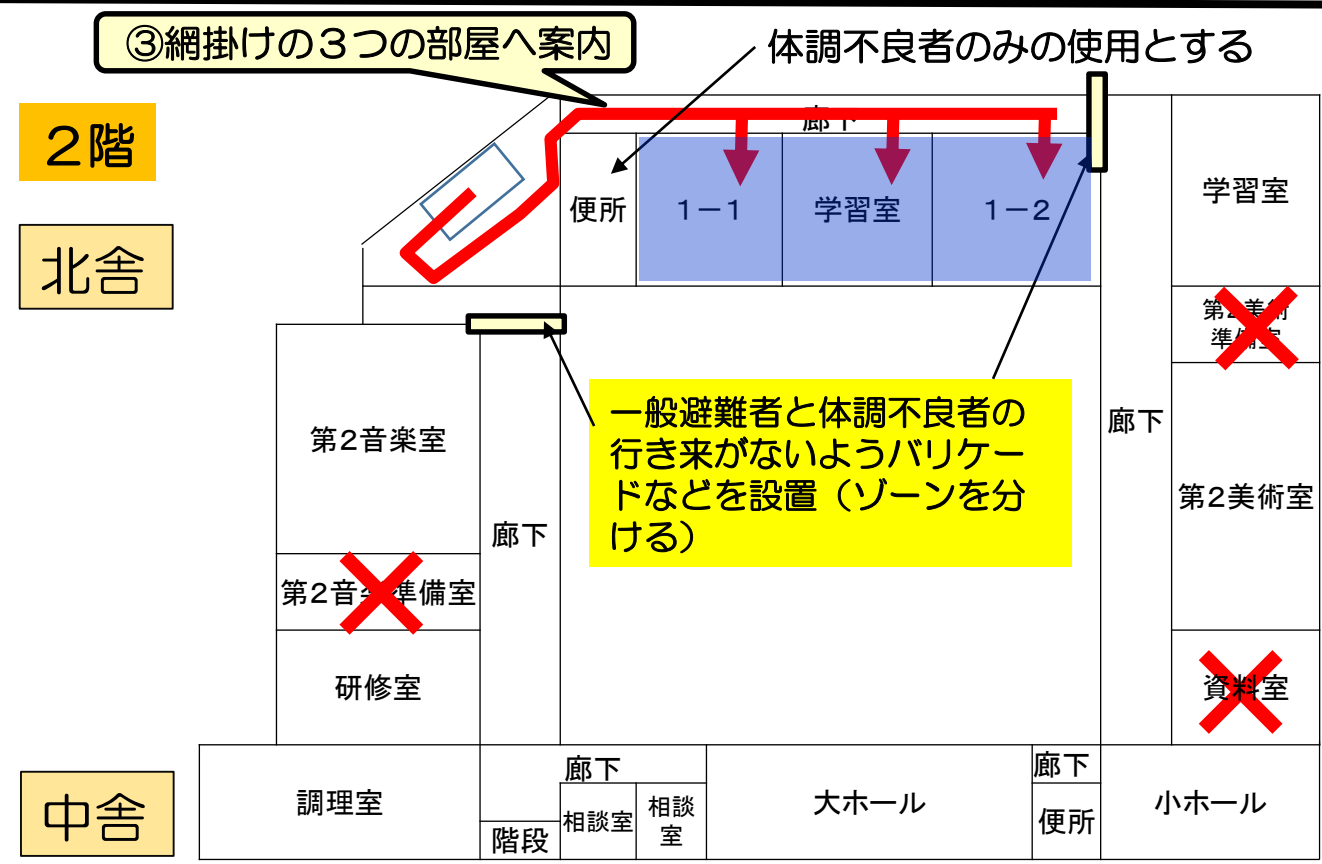 ③網掛けの３つの部屋へ案内
体調不良者のみの使用とする
２階
廊下
北舎
便所
１－１
学習室
１－２
学習室
第2美術
準備室
一般避難者と体調不良者の
行き来がないようバリケー
ドなどを設置（ゾーンを分
ける）
廊下
第2音楽室
第2美術室
廊下
第2音楽準備室
研修室
資料室
中舎
調理室
廊下
階段
相談室
相談
室
大ホール
廊下
便所
小ホール